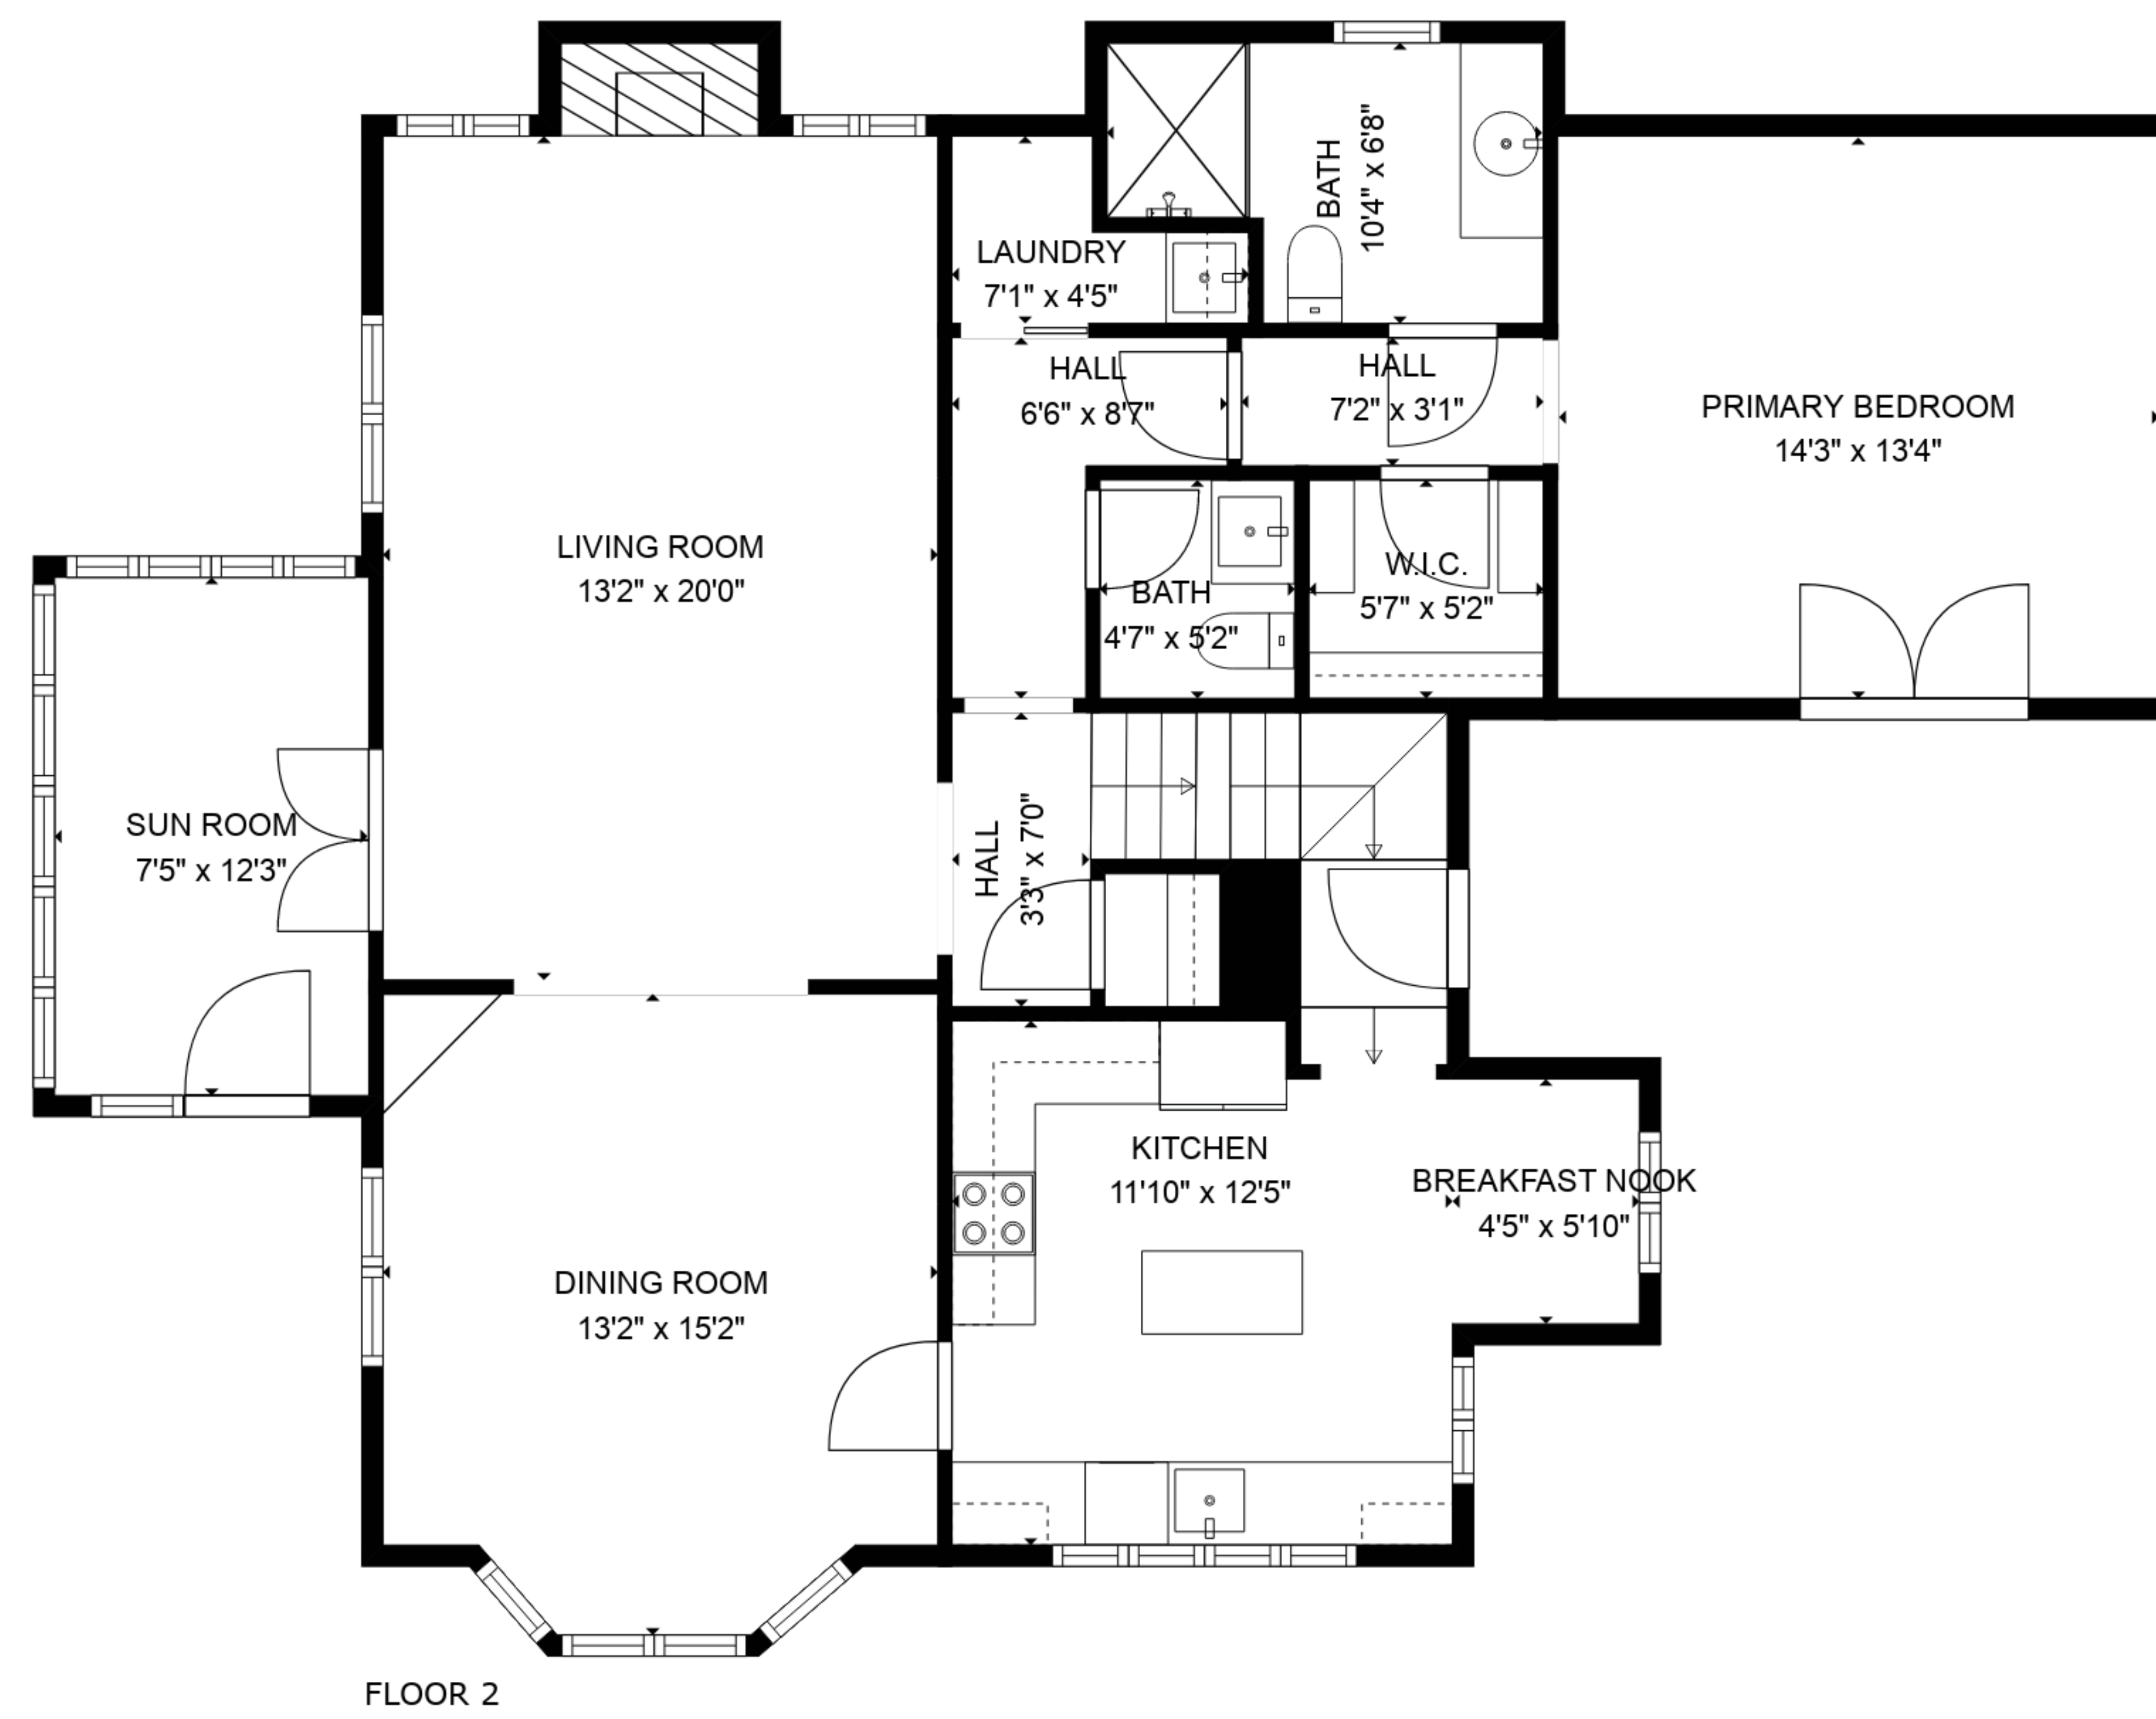 BATH
10'4" x 6'8"
LAUNDRY
7'1" x 4'5"
HALL
6'6" x 8'7"
HALL
7'2" x 3'1"
PRIMARY BEDROOM
14'3" x 13'4"
LIVING ROOM
13'2" x 20'0"
BATH
4'7" x 5'2"
W.I.C.
5'7" x 5'2"
SUN ROOM
7'5" x 12'3"
HALL
3'3" x 7'0"
KITCHEN
11'10" x 12'5"
BREAKFAST NOOK
4'5" x 5'10"
DINING ROOM
13'2" x 15'2"
FLOOR 2